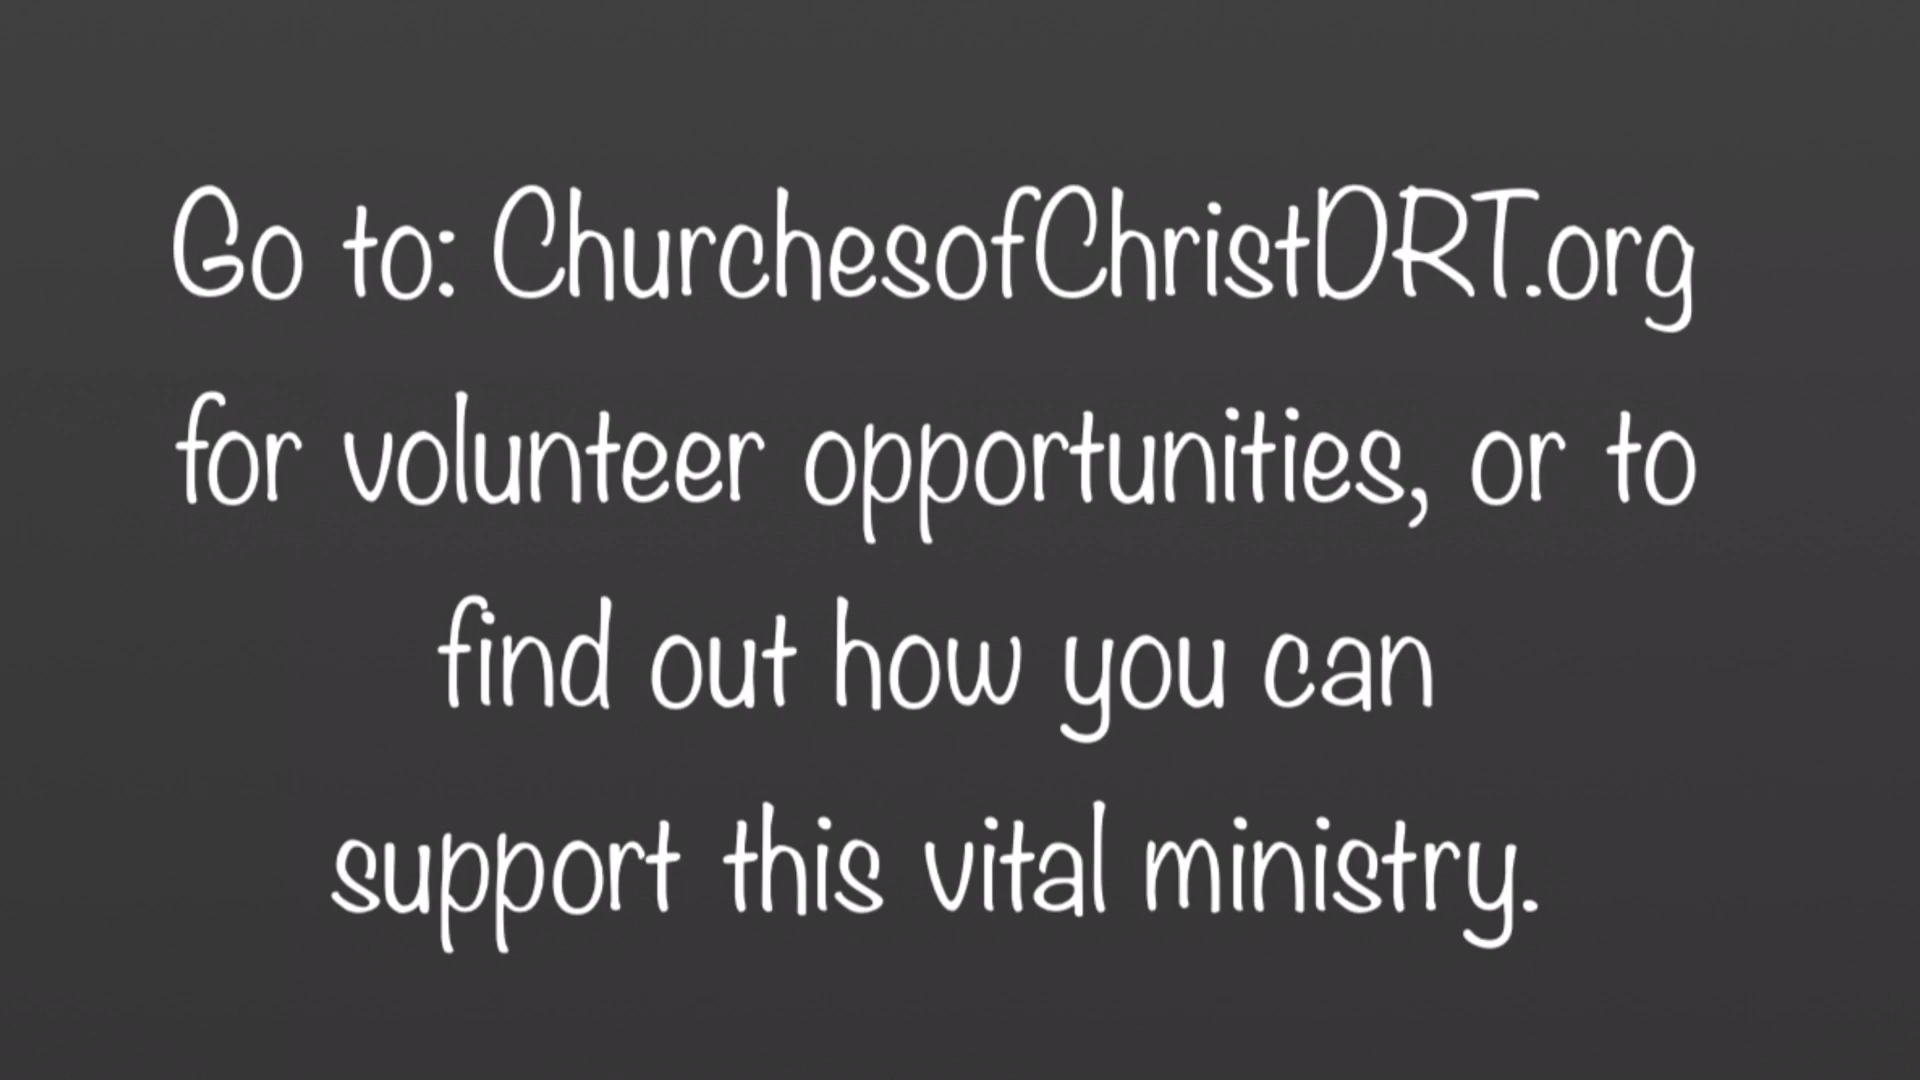 Go to: ChurchesofChristDRT.org
for volunteer opportunities, or to
find out how you can
support this vital ministry.